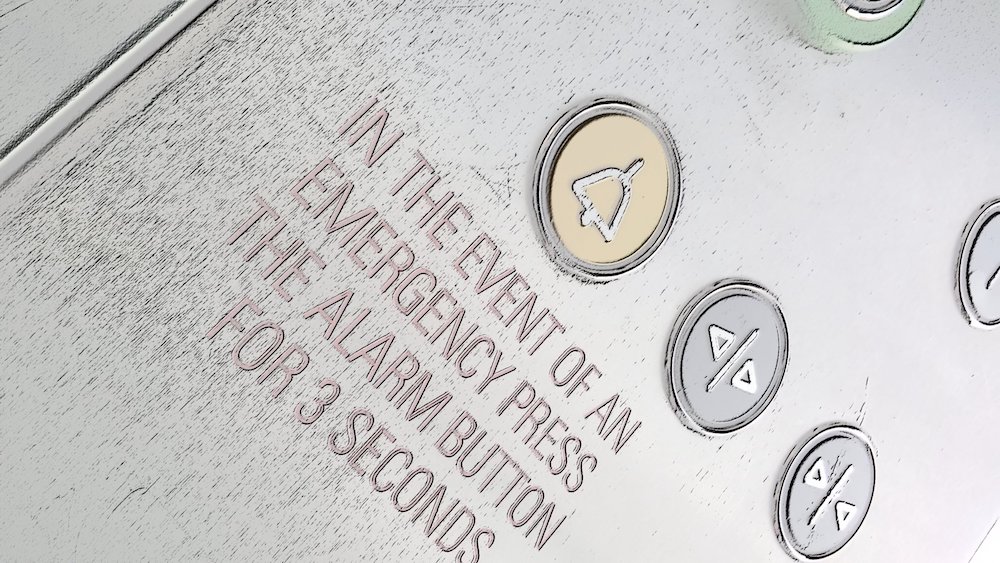 IN THE EVENT OF AN
EMERGENCY PRESS
THE ALARM BUTTON
FOR 3 SECONDS